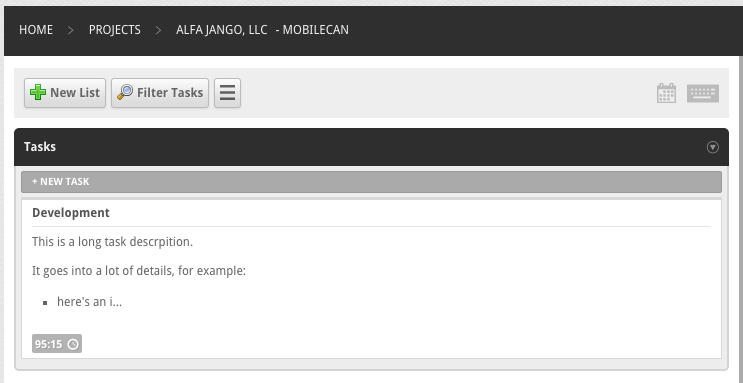 HOME > PROJECTS > ALFA JANGO, LLC - MOBILECAN
New List Filter Tasks
Tasks
+ NEW TASK
Development
This is a long task descrpition.
It goes into a lot of details, for example:
▪ here's an i...
95:15